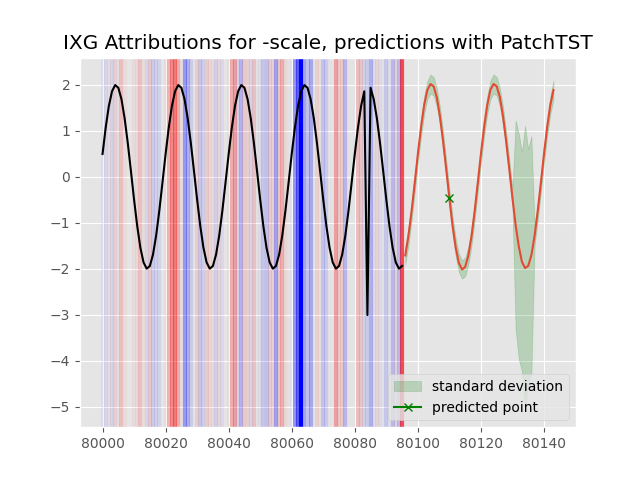 IXG Attributions for -scale, predictions with PatchTST
2
1
0
−1
−2
−3
−4
−5
80000 80020 80040 80060 80080 80100 80120 80140
standard deviation
predicted point